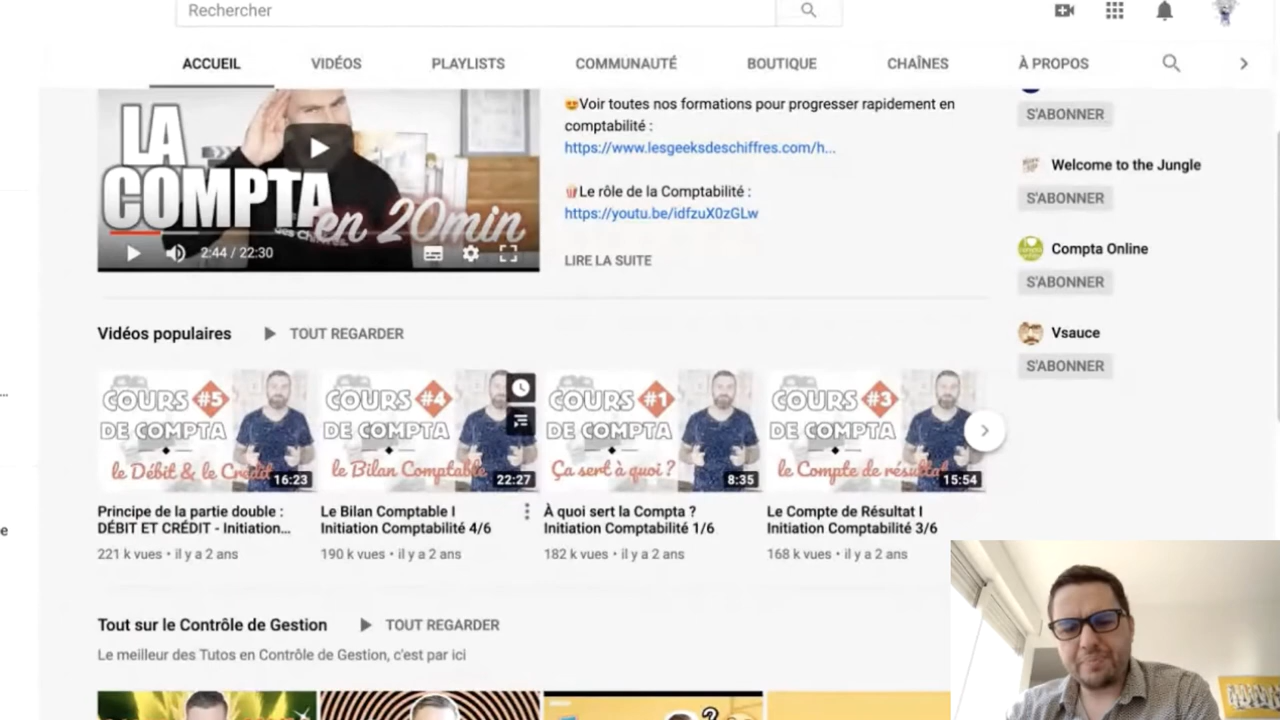 Rechercher
ACCUEIL
VIDÉOS
PLAYLISTS
COMMUNAUTÉ
BOUTIQUE
CHAÎNES
À PROPOS
LA
COMPTA
en 20min
2:44 / 22:30
Voir toutes nos formations pour progresser rapidement en
comptabilité :
https://www.lesgeeksdeschiffres.com/h...
Le rôle de la Comptabilité :
https://youtu.be/idfzuX0zGLw
LIRE LA SUITE
S'ABONNER
Welcome to the Jungle
S'ABONNER
Compta Online
S'ABONNER
Vsauce
S'ABONNER
Vidéos populaires
TOUT REGARDER
COURS #5
DE COMPTA
le Débit & le Crédit
16:23
COURS #4
DE COMPTA
le Bilan Comptable
22:27
COURS #1
DE COMPTA
Ça sert à quoi ?
8:35
COURS #3
DE COMPTA
le Compte de résultat
15:54
Principe de la partie double :
DÉBIT ET CRÉDIT - Initiation...
221 k vues • il y a 2 ans
Le Bilan Comptable I
Initiation Comptabilité 4/6
190 k vues • il y a 2 ans
À quoi sert la Compta ?
Initiation Comptabilité 1/6
182 k vues • il y a 2 ans
Le Compte de Résultat I
Initiation Comptabilité 3/6
168 k vues • il y a 2 ans
Tout sur le Contrôle de Gestion
TOUT REGARDER
Le meilleur des Tutos en Contrôle de Gestion, c'est par ici